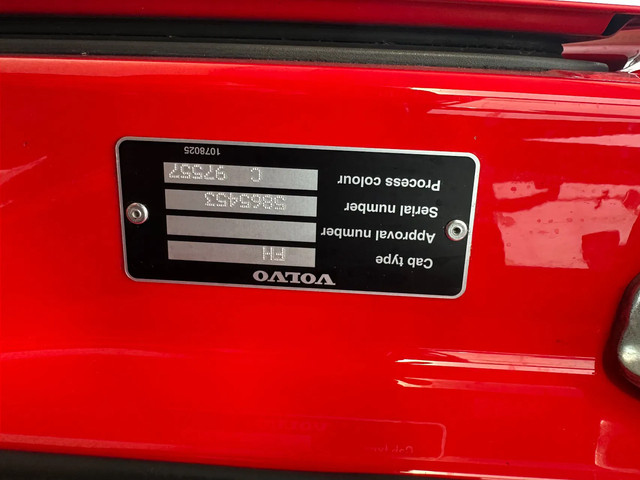 VOLVO
Cab type FH
Approval number
Serial number 5865453
Process colour C 97557
1078025